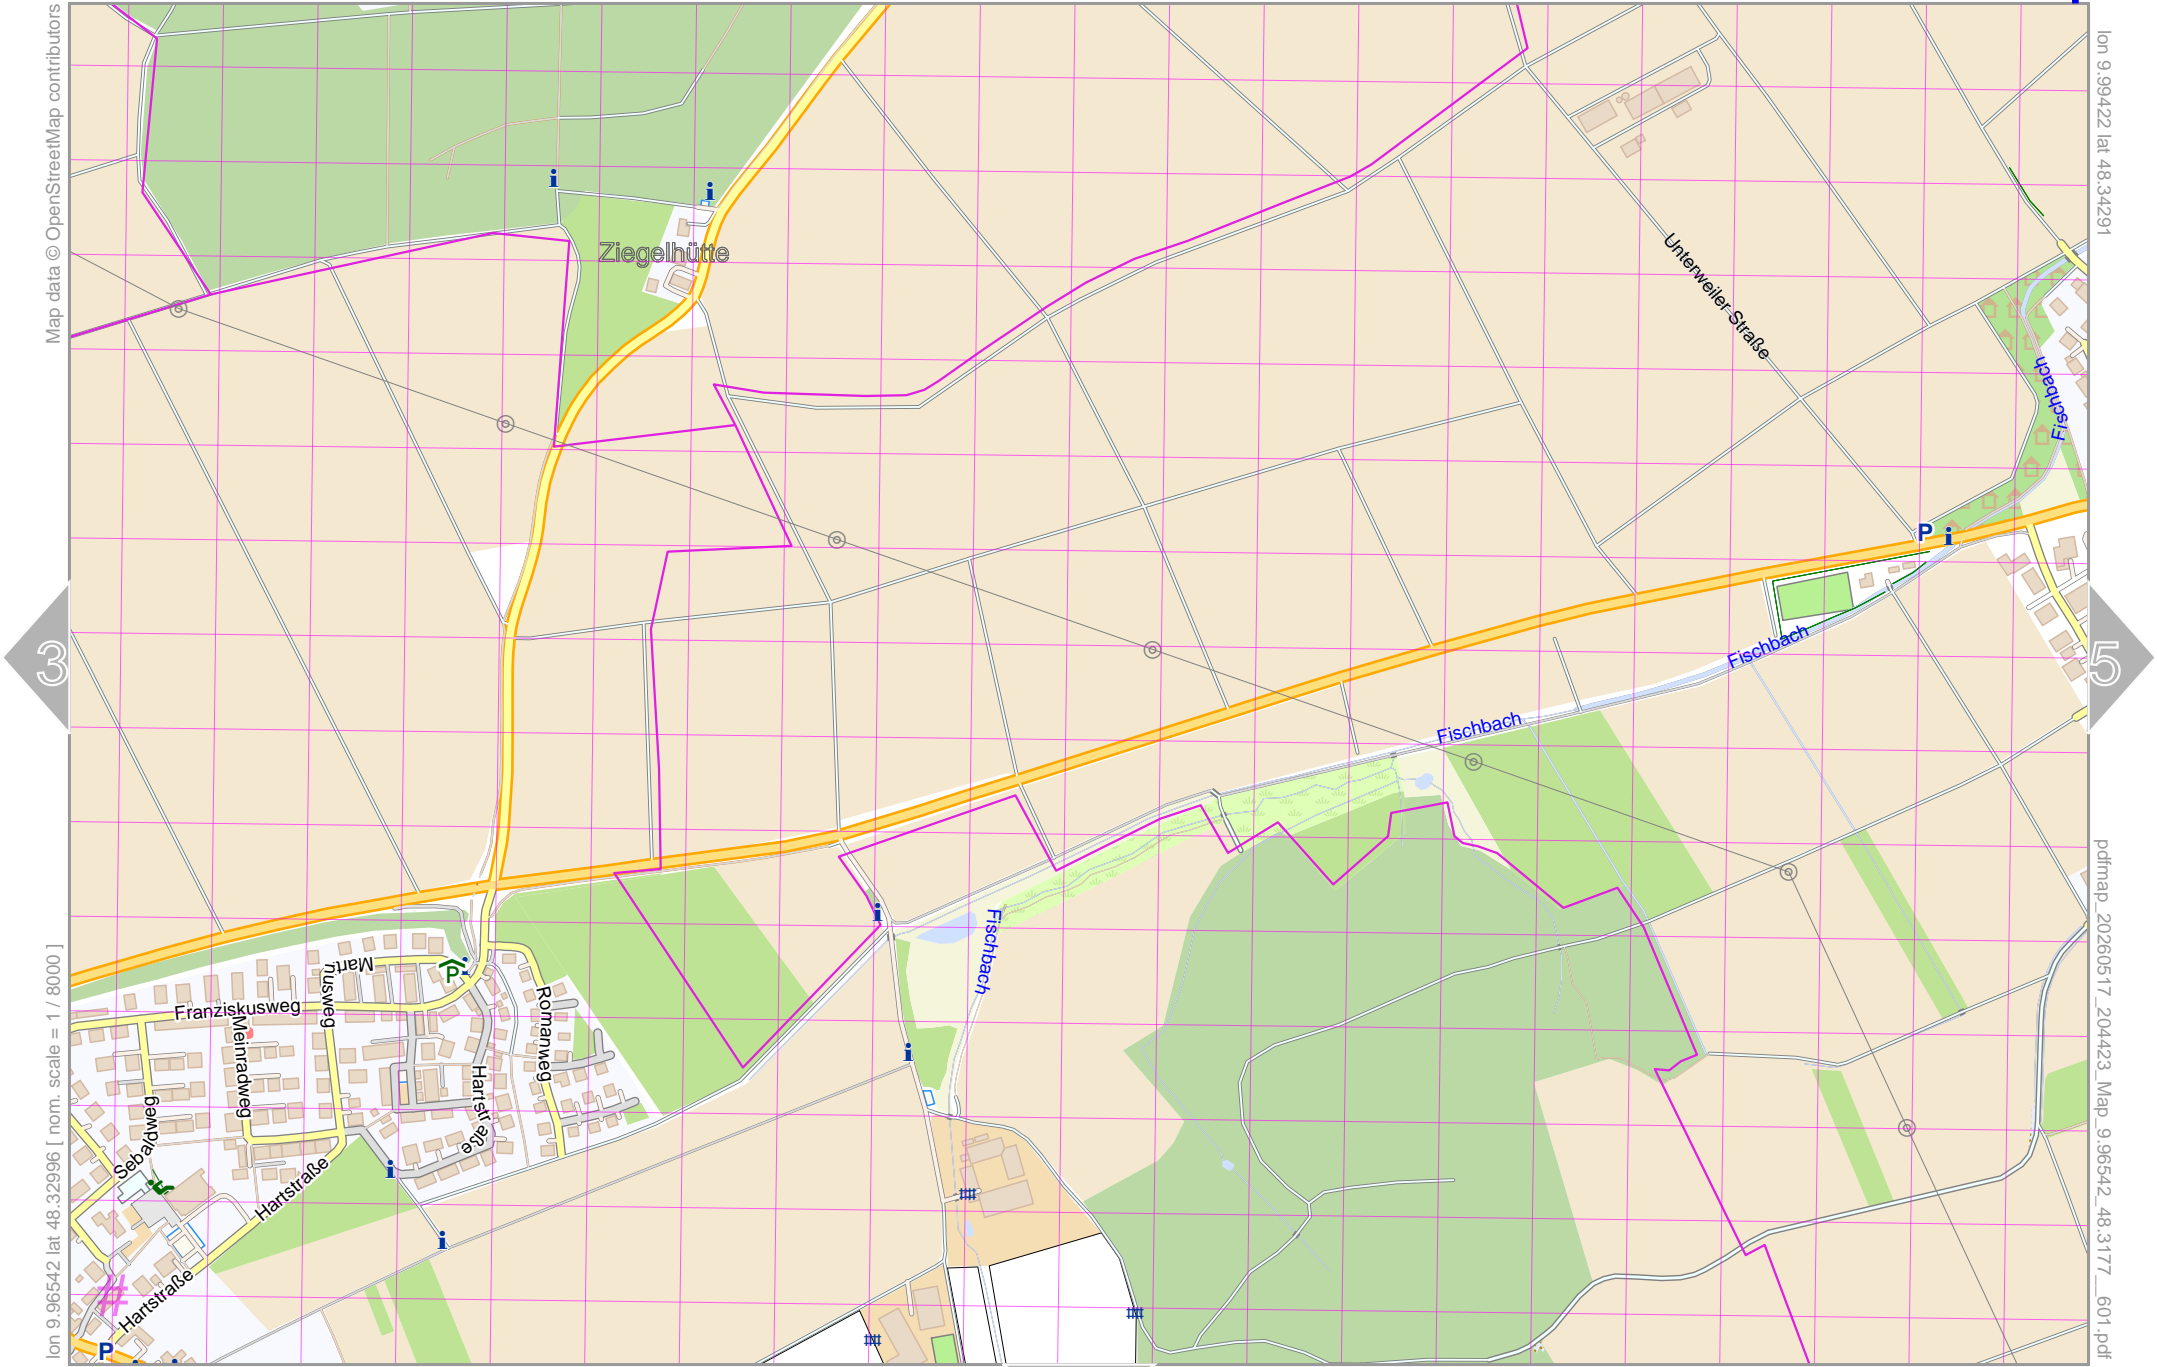 Map data © OpenStreetMap contributors
lon 9.99422 lat 48.34291
i
i
Ziegelhütte
Unterweiler Straße
Fischbach
P
i
3
5
Fischbach
Fischbach
i
Fischbach
i
P
i
Martinusweg
Franziskusweg
Meinradweg
Romanweg
Hartstraße
Sebaldweg
Hartstraße
i
i
Hartstraße
P
lon 9.96542 lat 48.32996 [ nom. scale = 1 / 8000 ]
pdfmap_20260517_204423_Map_9.96542_48.3177__601.pdf